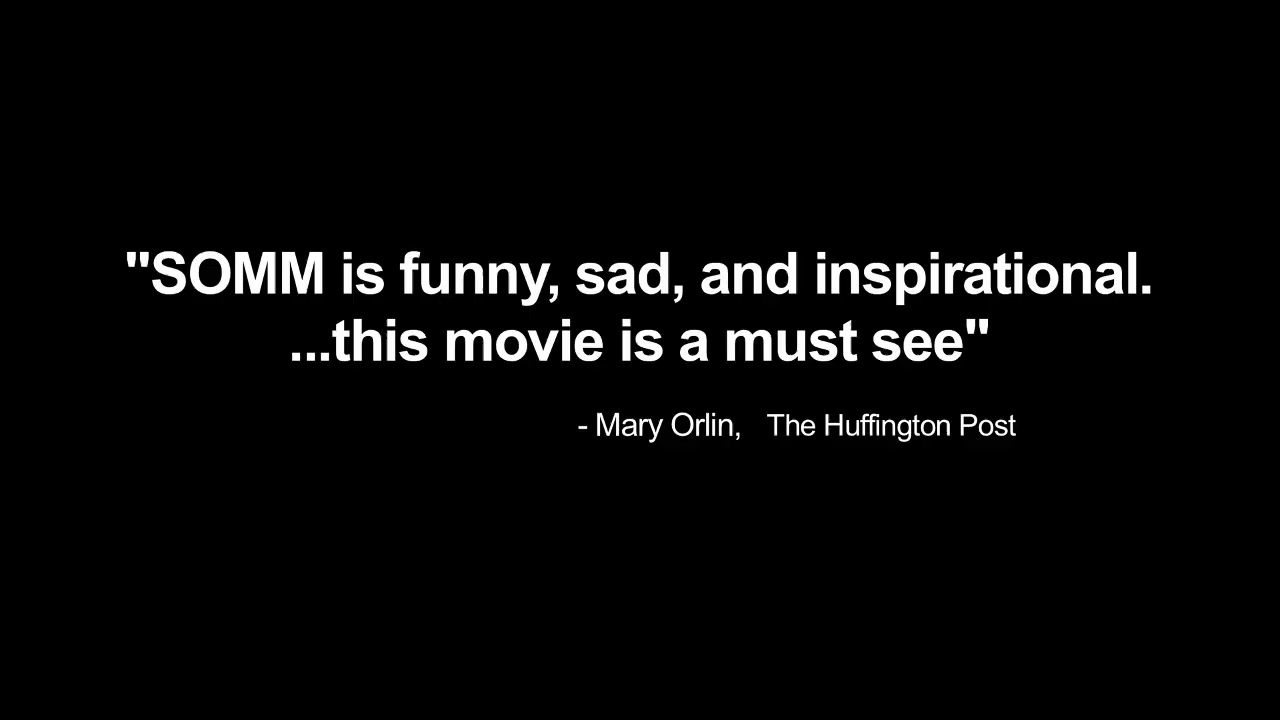 "SOMM is funny, sad, and inspirational.
...this movie is a must see"
- Mary Orlin, The Huffington Post